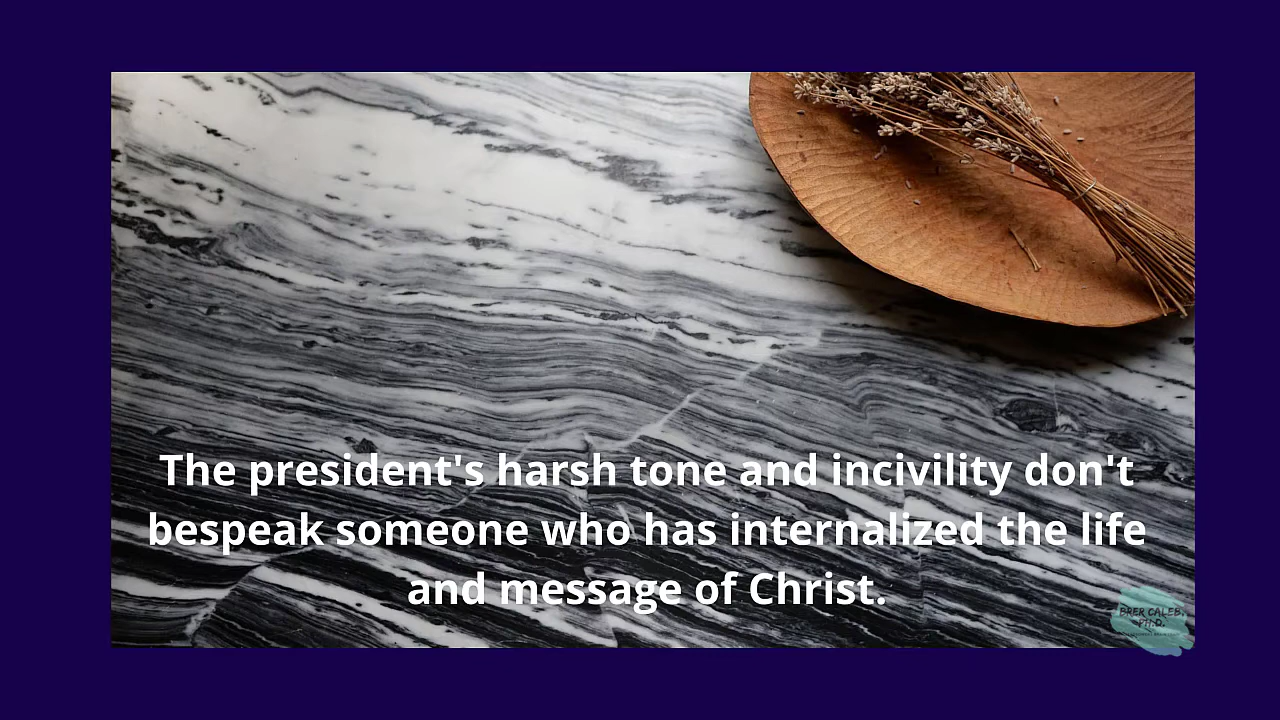 The president's harsh tone and incivility don't
bespeak someone who has internalized the life
and message of Christ.
BRER CALEB,
PH.D.